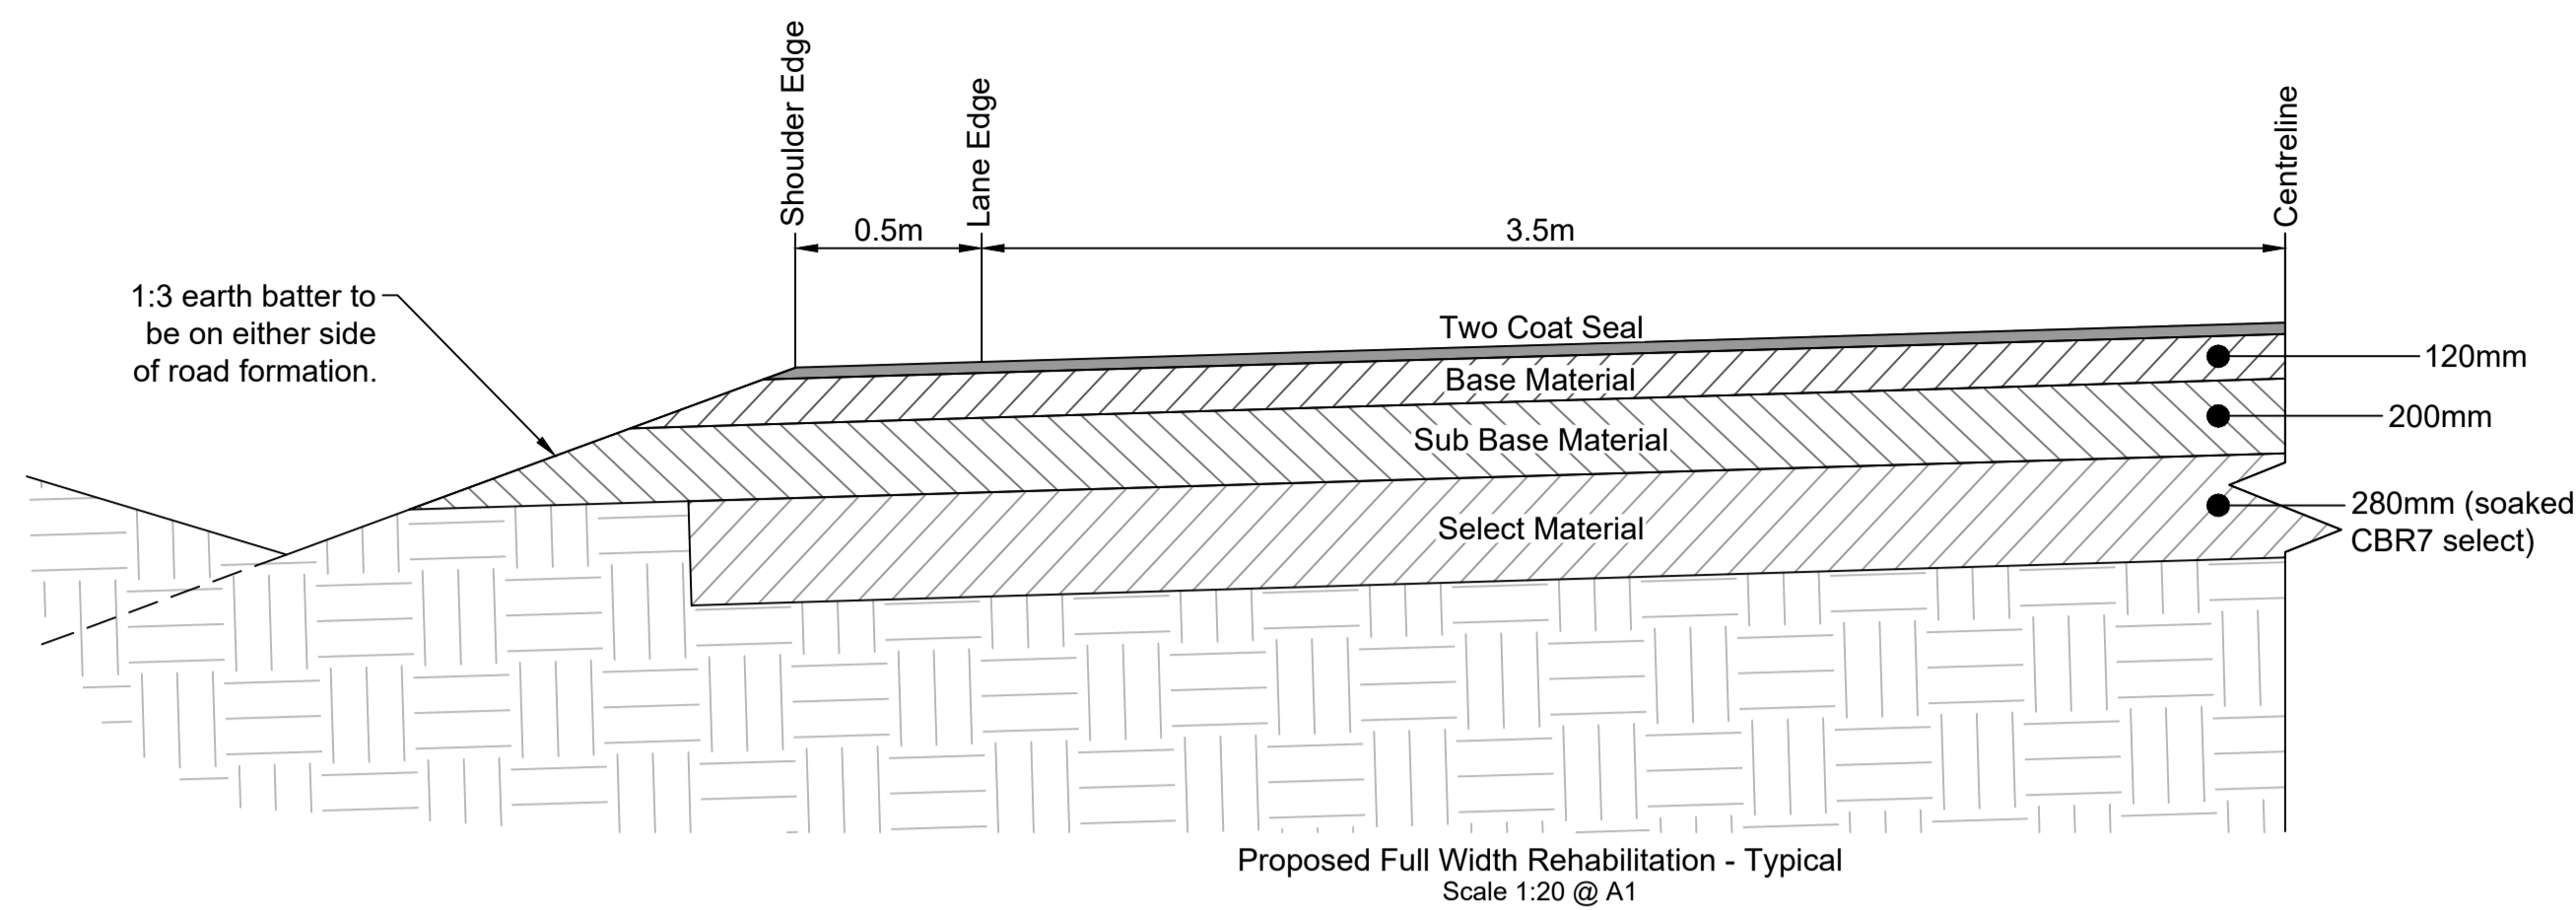 Shoulder Edge
Lane Edge
Centreline
0.5m
3.5m
1:3 earth batter to
be on either side
of road formation.
Two Coat Seal
Base Material
120mm
Sub Base Material
200mm
Select Material
280mm (soaked
CBR7 select)
Proposed Full Width Rehabilitation - Typical
Scale 1:20 @ A1